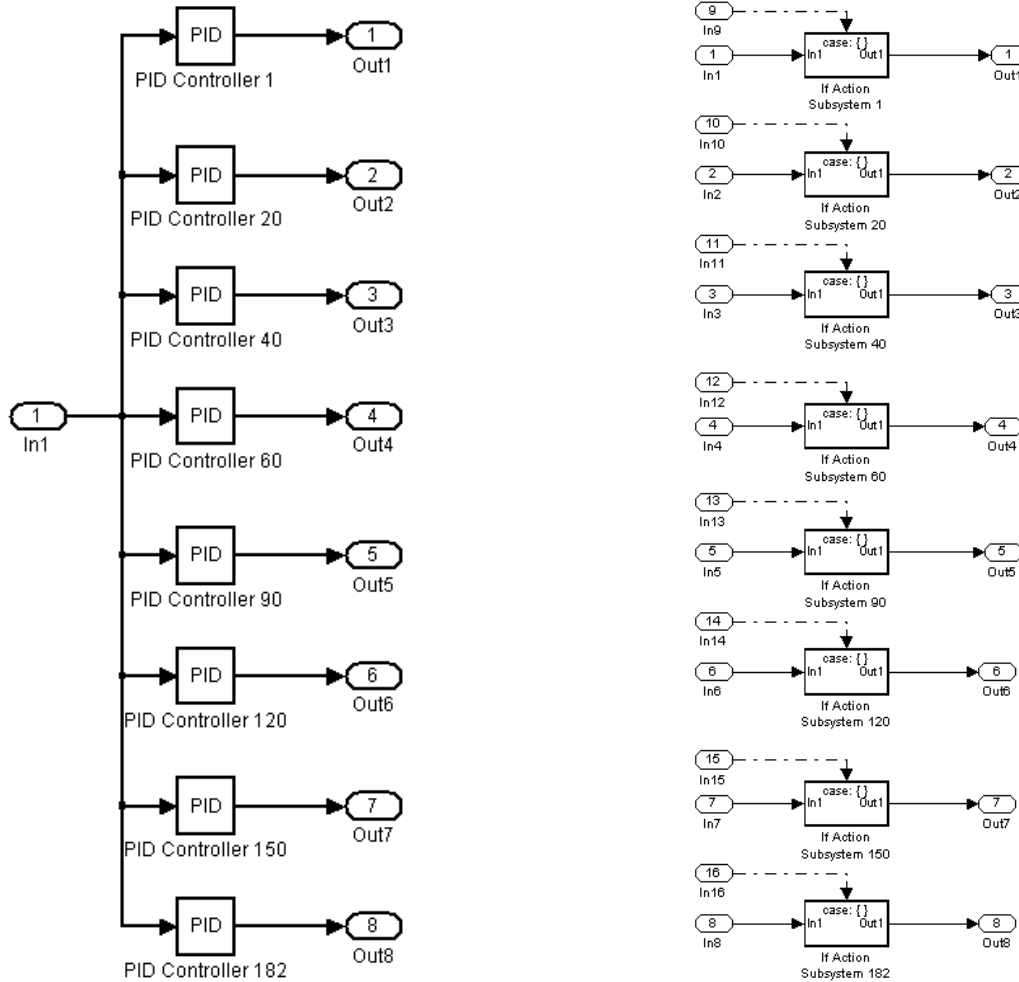 PID
1
Out1
PID Controller 1
PID
2
Out2
PID Controller 20
PID
3
Out3
PID Controller 40
1
In1
PID
4
Out4
PID Controller 60
PID
5
Out5
PID Controller 90
PID
6
Out6
PID Controller 120
PID
7
Out7
PID Controller 150
PID
8
Out8
PID Controller 182
9
In9
case: { }
1
In1
In1
Out1
1
Out1
If Action
Subsystem 1
10
In10
case: { }
2
In2
In1
Out1
2
Out2
If Action
Subsystem 20
11
In11
case: { }
3
In3
In1
Out1
3
Out3
If Action
Subsystem 40
12
In12
case: { }
4
In4
In1
Out1
4
Out4
If Action
Subsystem 60
13
In13
case: { }
5
In5
In1
Out1
5
Out5
If Action
Subsystem 90
14
In14
case: { }
6
In6
In1
Out1
6
Out6
If Action
Subsystem 120
15
In15
case: { }
7
In7
In1
Out1
7
Out7
If Action
Subsystem 150
16
In16
case: { }
8
In8
In1
Out1
8
Out8
If Action
Subsystem 182